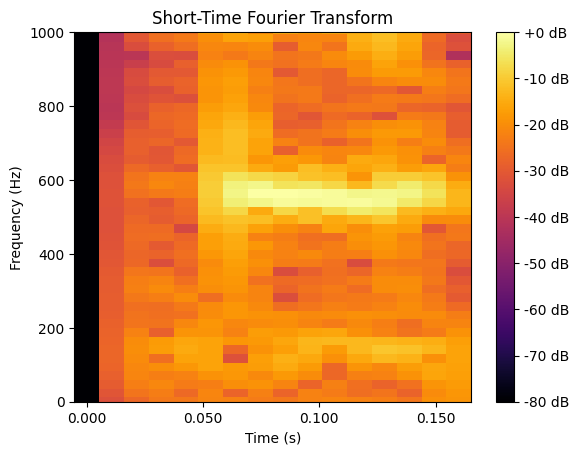 Short-Time Fourier Transform
Frequency (Hz)
1000
800
600
400
200
0
0.000
0.050
0.100
0.150
Time (s)
+0 dB
-10 dB
-20 dB
-30 dB
-40 dB
-50 dB
-60 dB
-70 dB
-80 dB